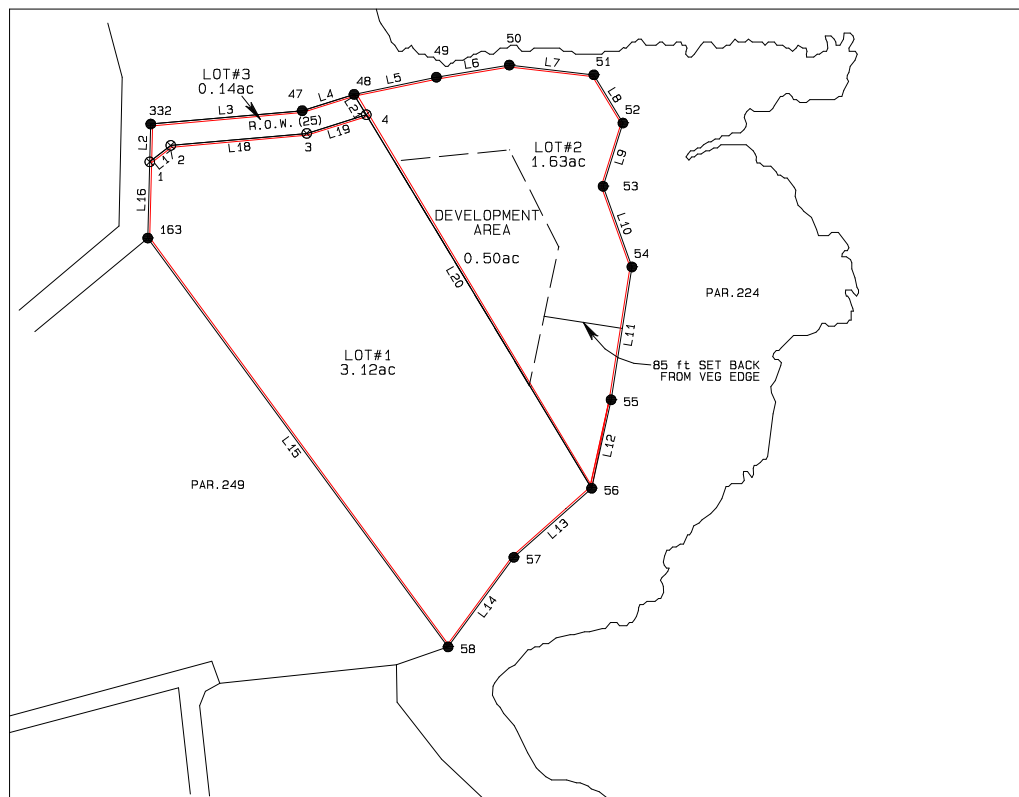 50
49
51
LOT#3
0.14ac
48
L5
L6
L7
47
L4
L8
L3
L2
52
332
R.O.W. (25)
4
L19
L2
L18
3
LOT#2
1.63ac
L9
L17
2
1
53
L16
DEVELOPMENT
AREA
163
L10
0.50ac
54
L20
PAR.224
L11
LOT#1
3.12ac
85 ft SET BACK
FROM VEG EDGE
55
L15
L12
PAR.249
56
L13
57
L14
58